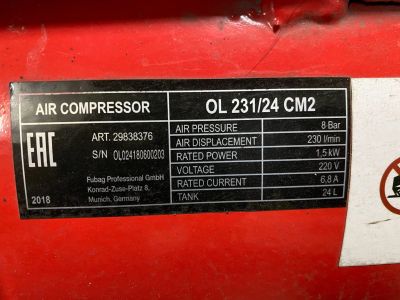 AIR COMPRESSOR
OL 231/24 CM2
EAC
ART. 29838376
S/N OL024180600203
Fubag Professional GmbH
Konrad-Zuse-Platz 8,
Munich, Germany
2018
AIR PRESSURE 8 Bar
AIR DISPLACEMENT 230 l/min
RATED POWER 1,5 kW
VOLTAGE 220 V
RATED CURRENT 6,8 A
TANK 24 L